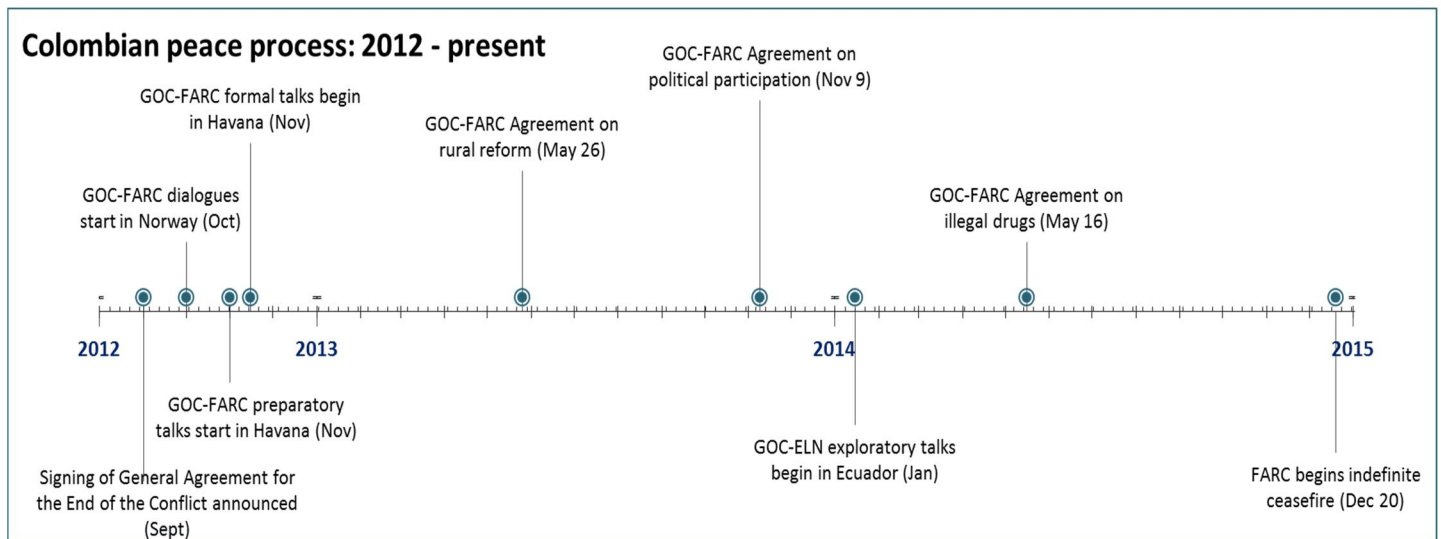 Colombian peace process: 2012 - present
GOC-FARC Agreement on
political participation (Nov 9)
GOC-FARC formal talks begin
in Havana (Nov)
GOC-FARC Agreement on
rural reform (May 26)
GOC-FARC dialogues
start in Norway (Oct)
GOC-FARC Agreement on
illegal drugs (May 16)
2012
2013
2014
2015
GOC-FARC preparatory
talks start in Havana (Nov)
GOC-ELN exploratory talks
begin in Ecuador (Jan)
Signing of General Agreement for
the End of the Conflict announced
(Sept)
FARC begins indefinite
ceasefire (Dec 20)